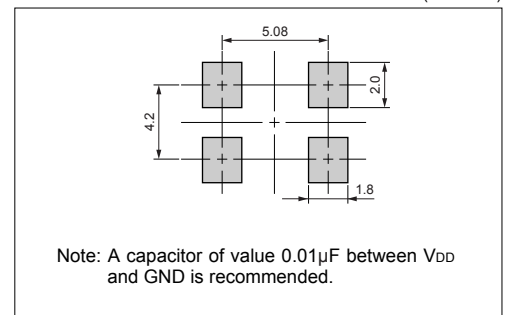 5.08
2.0
4.2
1.8
Note: A capacitor of value 0.01µF between VDD
and GND is recommended.